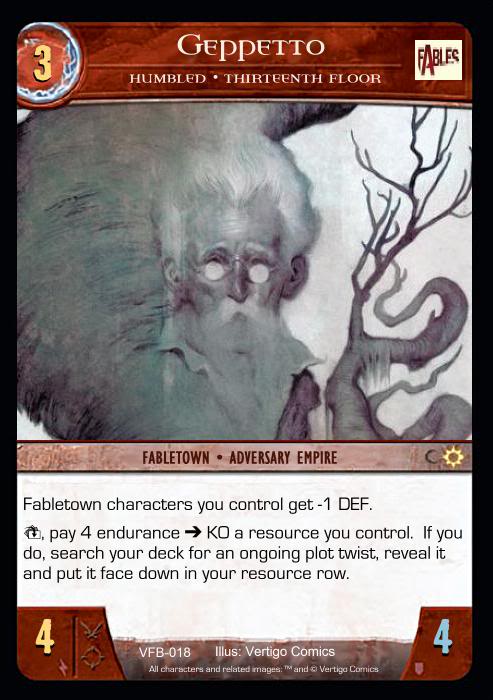 3
Geppetto
FABLES
HUMBLED • THIRTEENTH FLOOR
FABLETOWN • ADVERSARY EMPIRE
Fabletown characters you control get -1 DEF.
, pay 4 endurance ➔ KO a resource you control. If you
do, search your deck for an ongoing plot twist, reveal it
and put it face down in your resource row.
4
4
VFB-018 Illus: Vertigo Comics
All characters and related images: ™ and © Vertigo Comics